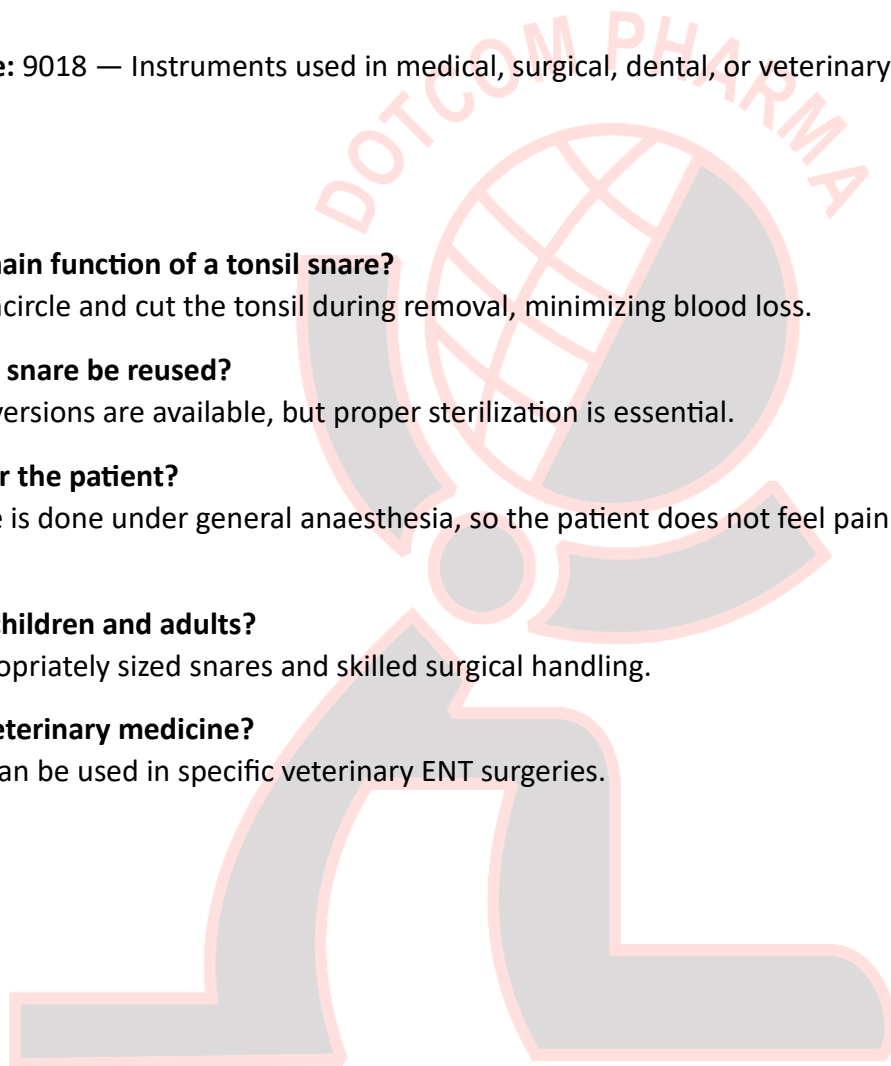 DOTCOM PHARMA
e: 9018 — Instruments used in medical, surgical, dental, or veterinary
ain function of a tonsil snare?
ncircle and cut the tonsil during removal, minimizing blood loss.
snare be reused?
versions are available, but proper sterilization is essential.
r the patient?
e is done under general anaesthesia, so the patient does not feel pain
children and adults?
opriately sized snares and skilled surgical handling.
eterinary medicine?
an be used in specific veterinary ENT surgeries.